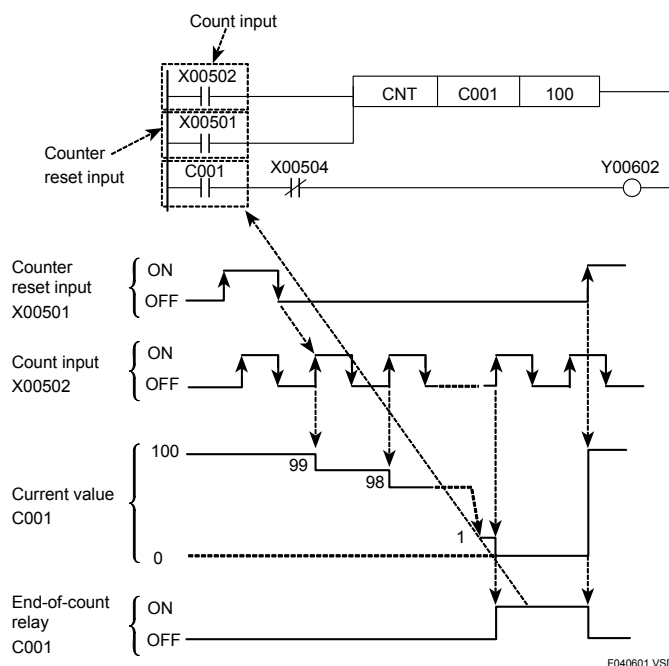 Count input
X00502
CNT C001 100
X00501
Counter
reset input
C001 X00504 Y00602
Counter
reset input
X00501
ON
OFF
Count input
X00502
ON
OFF
Current value
C001
100
99
98
1
0
End-of-count
relay
C001
ON
OFF
F040601.VSD